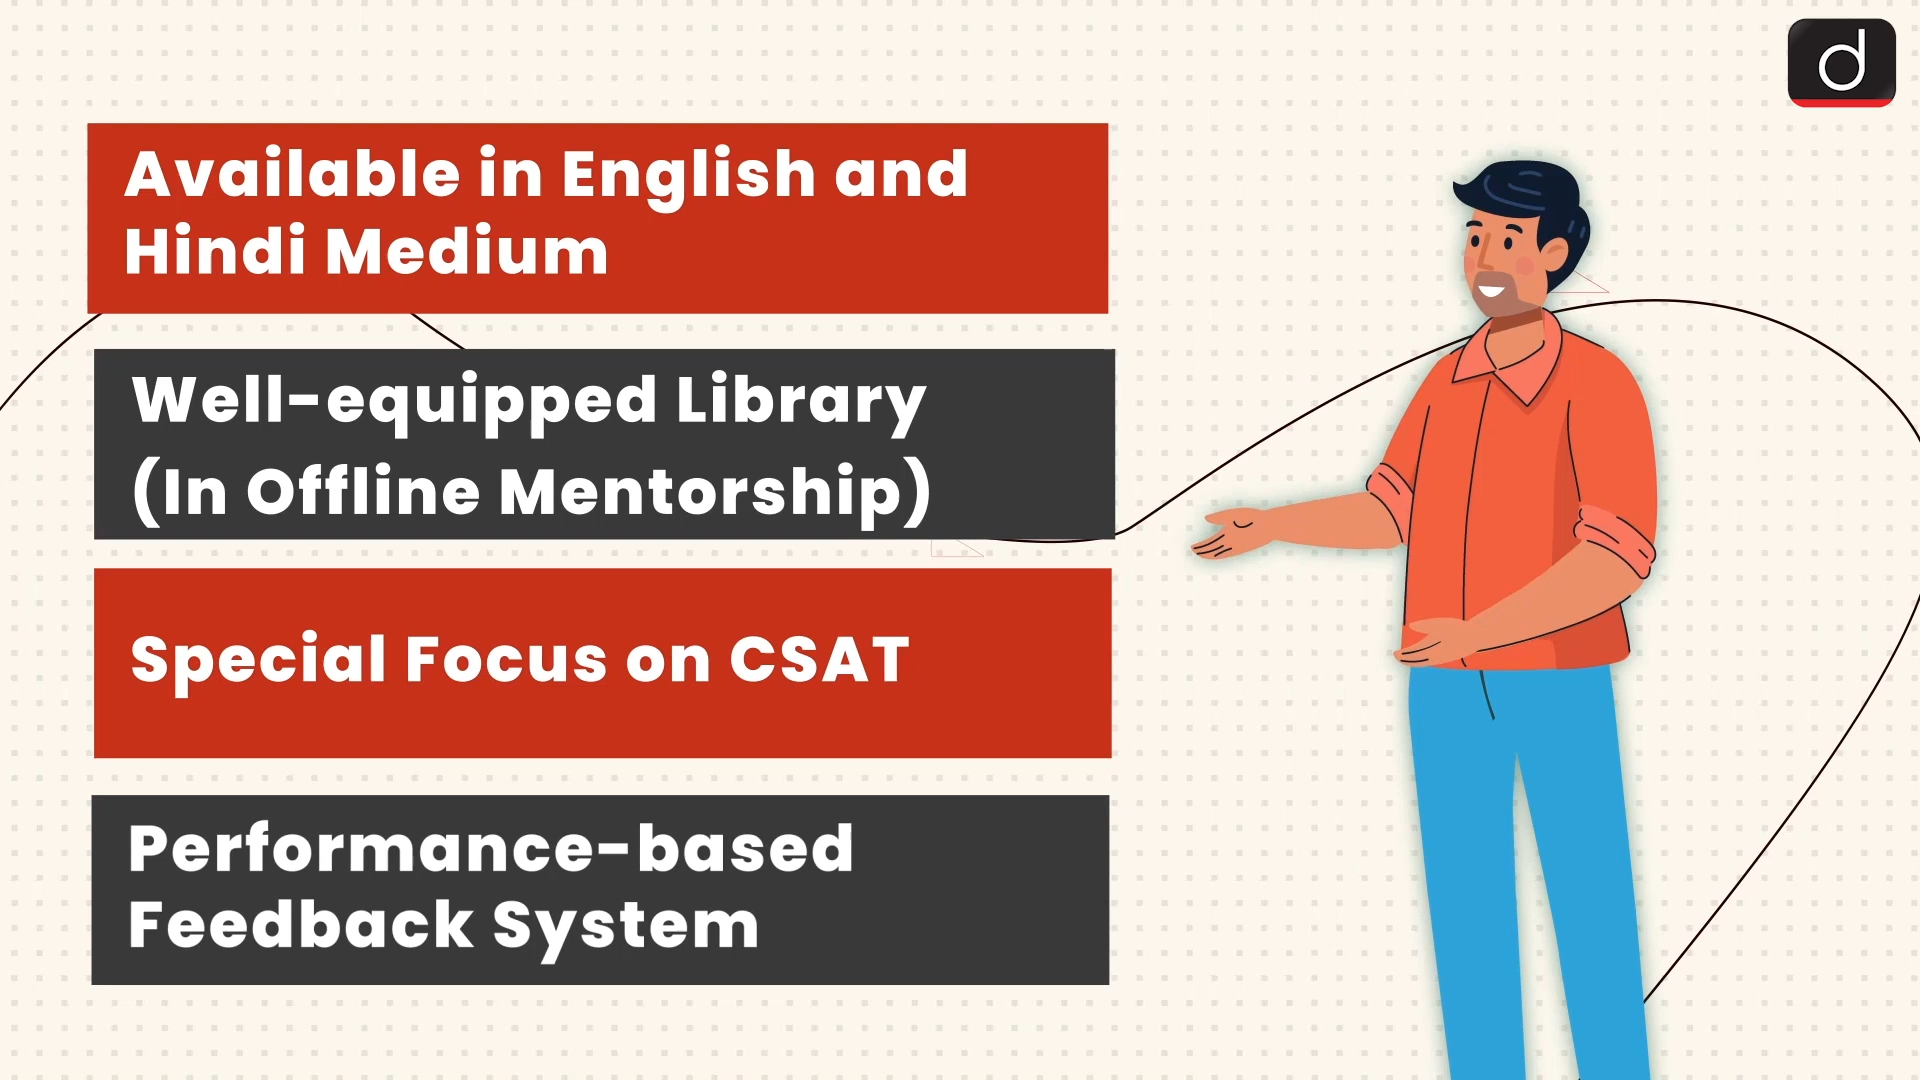 d
Available in English and
Hindi Medium
Well-equipped Library
(In Offline Mentorship)
Special Focus on CSAT
Performance-based
Feedback System